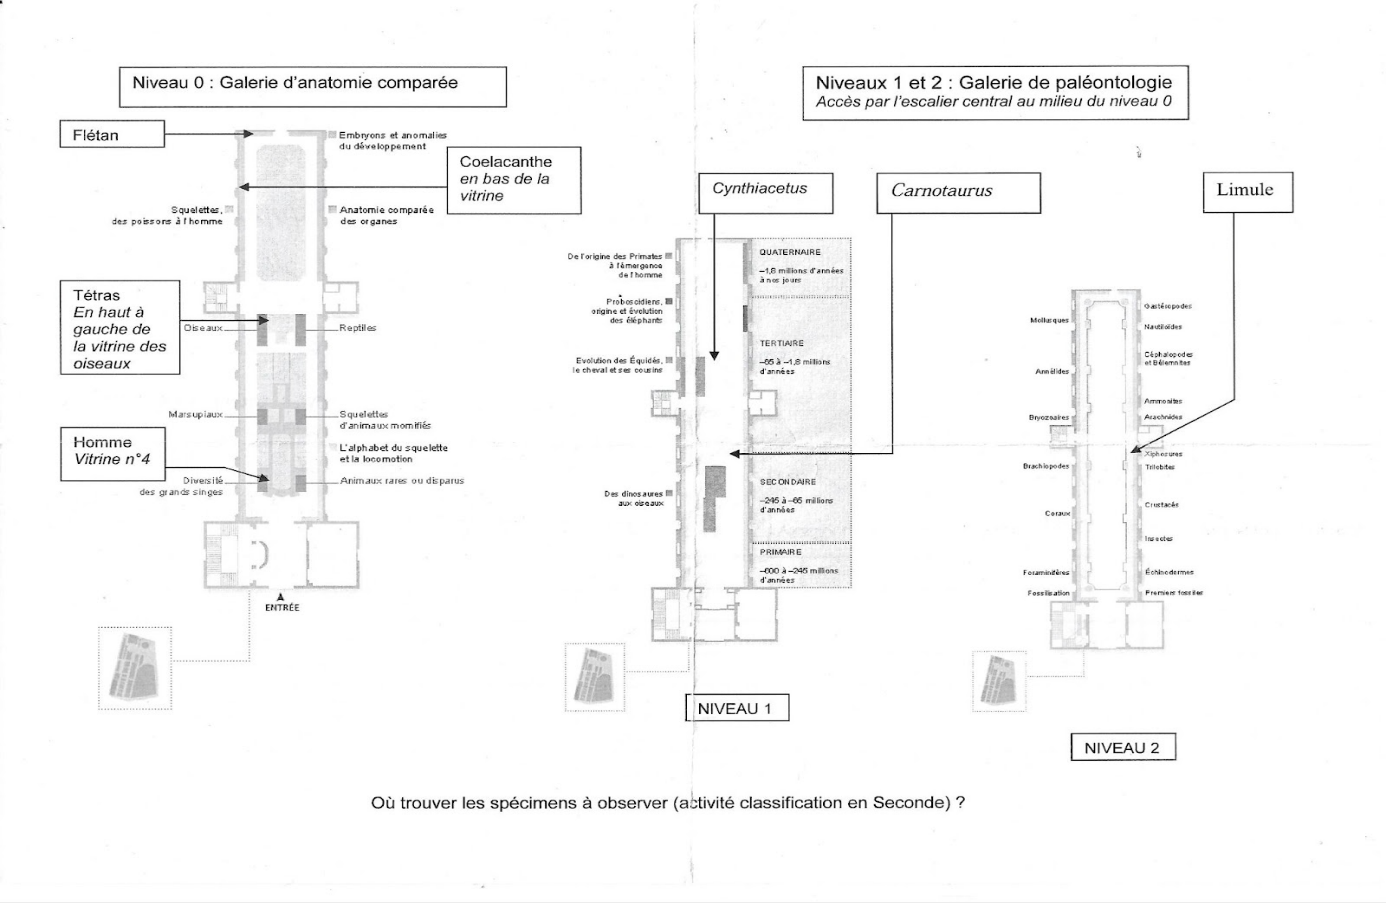 Niveau 0 : Galerie d'anatomie comparée
Niveaux 1 et 2 : Galerie de paléontologie
Accès par l'escalier central au milieu du niveau 0
Flétan
Embryons et anomalies
du développement
Coelacanthe
en bas de la
vitrine
Squelettes,
des poissons à l'homme
Anatomie comparée
des organes
Tétras
En haut à
gauche de
la vitrine des
oiseaux
Oiseaux
Reptiles
Marsupiaux
Squelettes
d'animaux momifiés
Homme
Vitrine n°4
L'alphabet du squelette
et la locomotion
Diversité
des grands singes
Animaux rares ou disparus
ENTRÉE
Cynthiacetus
Carnotaurus
De l'origine des Primates
à l'émergence
de l'homme
Proboscidiens,
origine et évolution
des éléphants
Evolution des Équidés,
le cheval et ses cousins
Des dinosaures
aux oiseaux
QUATERNAIRE
–1,8 millions d'années
à nos jours
TERTIAIRE
–65 à –1,8 millions
d'années
SECONDAIRE
–245 à –65 millions
d'années
PRIMAIRE
–600 à –245 millions
d'années
NIVEAU 1
Limule
Mollusques
Annélides
Bryozoaires
Brachiopodes
Coraux
Foraminifères
Fossilisation
Gastéropodes
Nautiloïdes
Céphalopodes
et Bélemnites
Ammonites
Arachnides
Xiphosures
Trilobites
Crustacés
Insectes
Échinodermes
Premiers fossiles
NIVEAU 2
Où trouver les spécimens à observer (activité classification en Seconde) ?